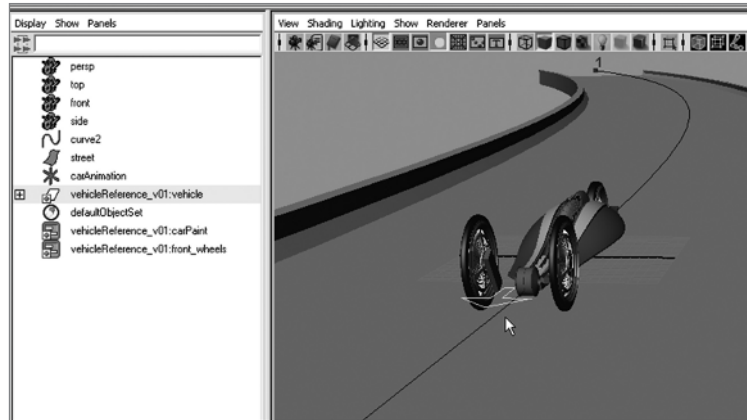 Display Show Panels
persp
top
front
side
curve2
street
carAnimation
vehicleReference_v01:vehicle
defaultObjectSet
vehicleReference_v01:carPaint
vehicleReference_v01:front_wheels
View Shading Lighting Show Renderer Panels
1